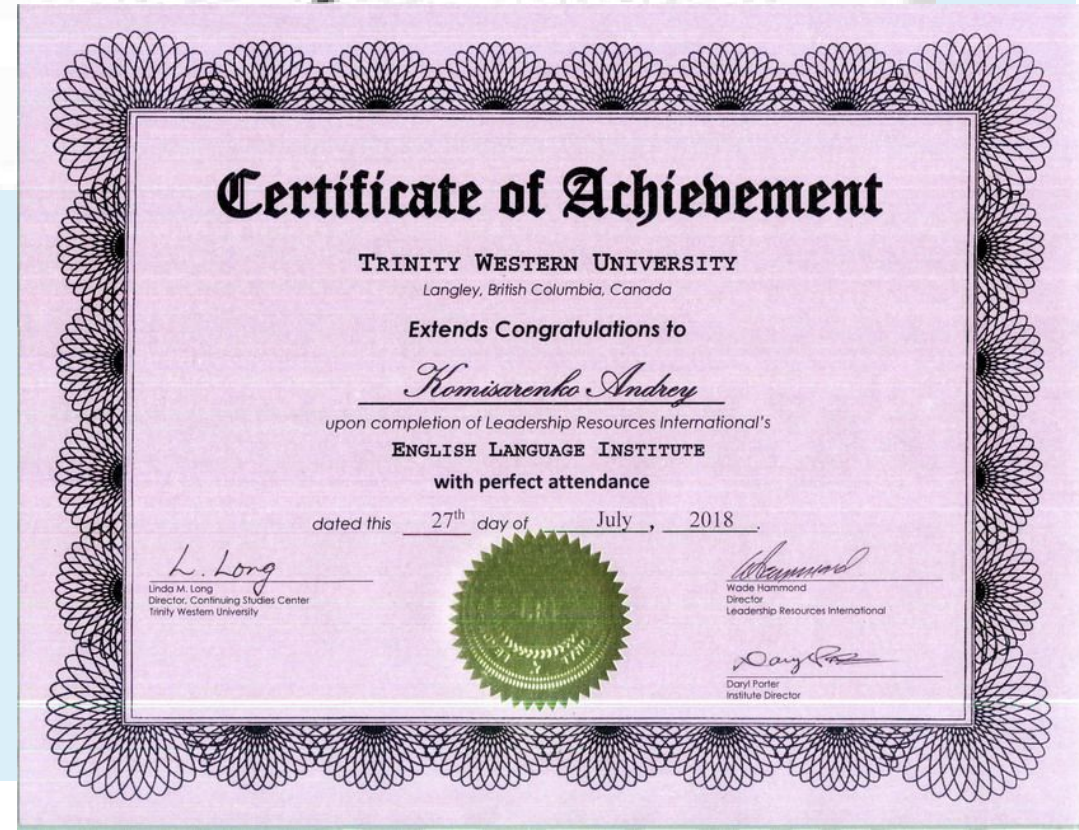 Certificate of Achievement
TRINITY WESTERN UNIVERSITY
Langley, British Columbia, Canada
Extends Congratulations to
Komisarenko Andrey
upon completion of Leadership Resources International's
ENGLISH LANGUAGE INSTITUTE
with perfect attendance
dated this 27th day of July, 2018.
L. Long
Linda M. Long
Director, Continuing Studies Center
Trinity Western University
Wade Hammond
Director
Leadership Resources International
Daryl Porter
Institute Director